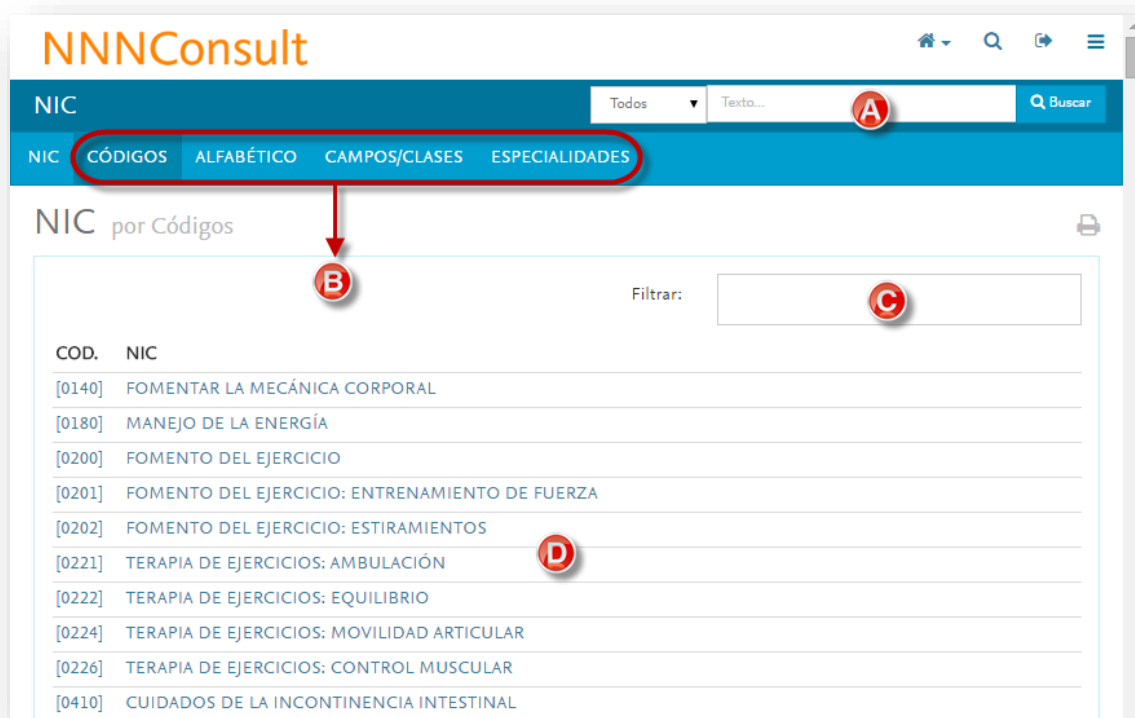 NNNConsult
NIC Todos Texto... A Buscar
NIC CÓDIGOS ALFABÉTICO CAMPOS/CLASES ESPECIALIDADES
NIC por Códigos
B
Filtrar: C
COD. NIC
[0140] FOMENTAR LA MECÁNICA CORPORAL
[0180] MANEJO DE LA ENERGÍA
[0200] FOMENTO DEL EJERCICIO
[0201] FOMENTO DEL EJERCICIO: ENTRENAMIENTO DE FUERZA
[0202] FOMENTO DEL EJERCICIO: ESTIRAMIENTOS
D
[0221] TERAPIA DE EJERCICIOS: AMBULACIÓN
[0222] TERAPIA DE EJERCICIOS: EQUILIBRIO
[0224] TERAPIA DE EJERCICIOS: MOVILIDAD ARTICULAR
[0226] TERAPIA DE EJERCICIOS: CONTROL MUSCULAR
[0410] CUIDADOS DE LA INCONTINENCIA INTESTINAL